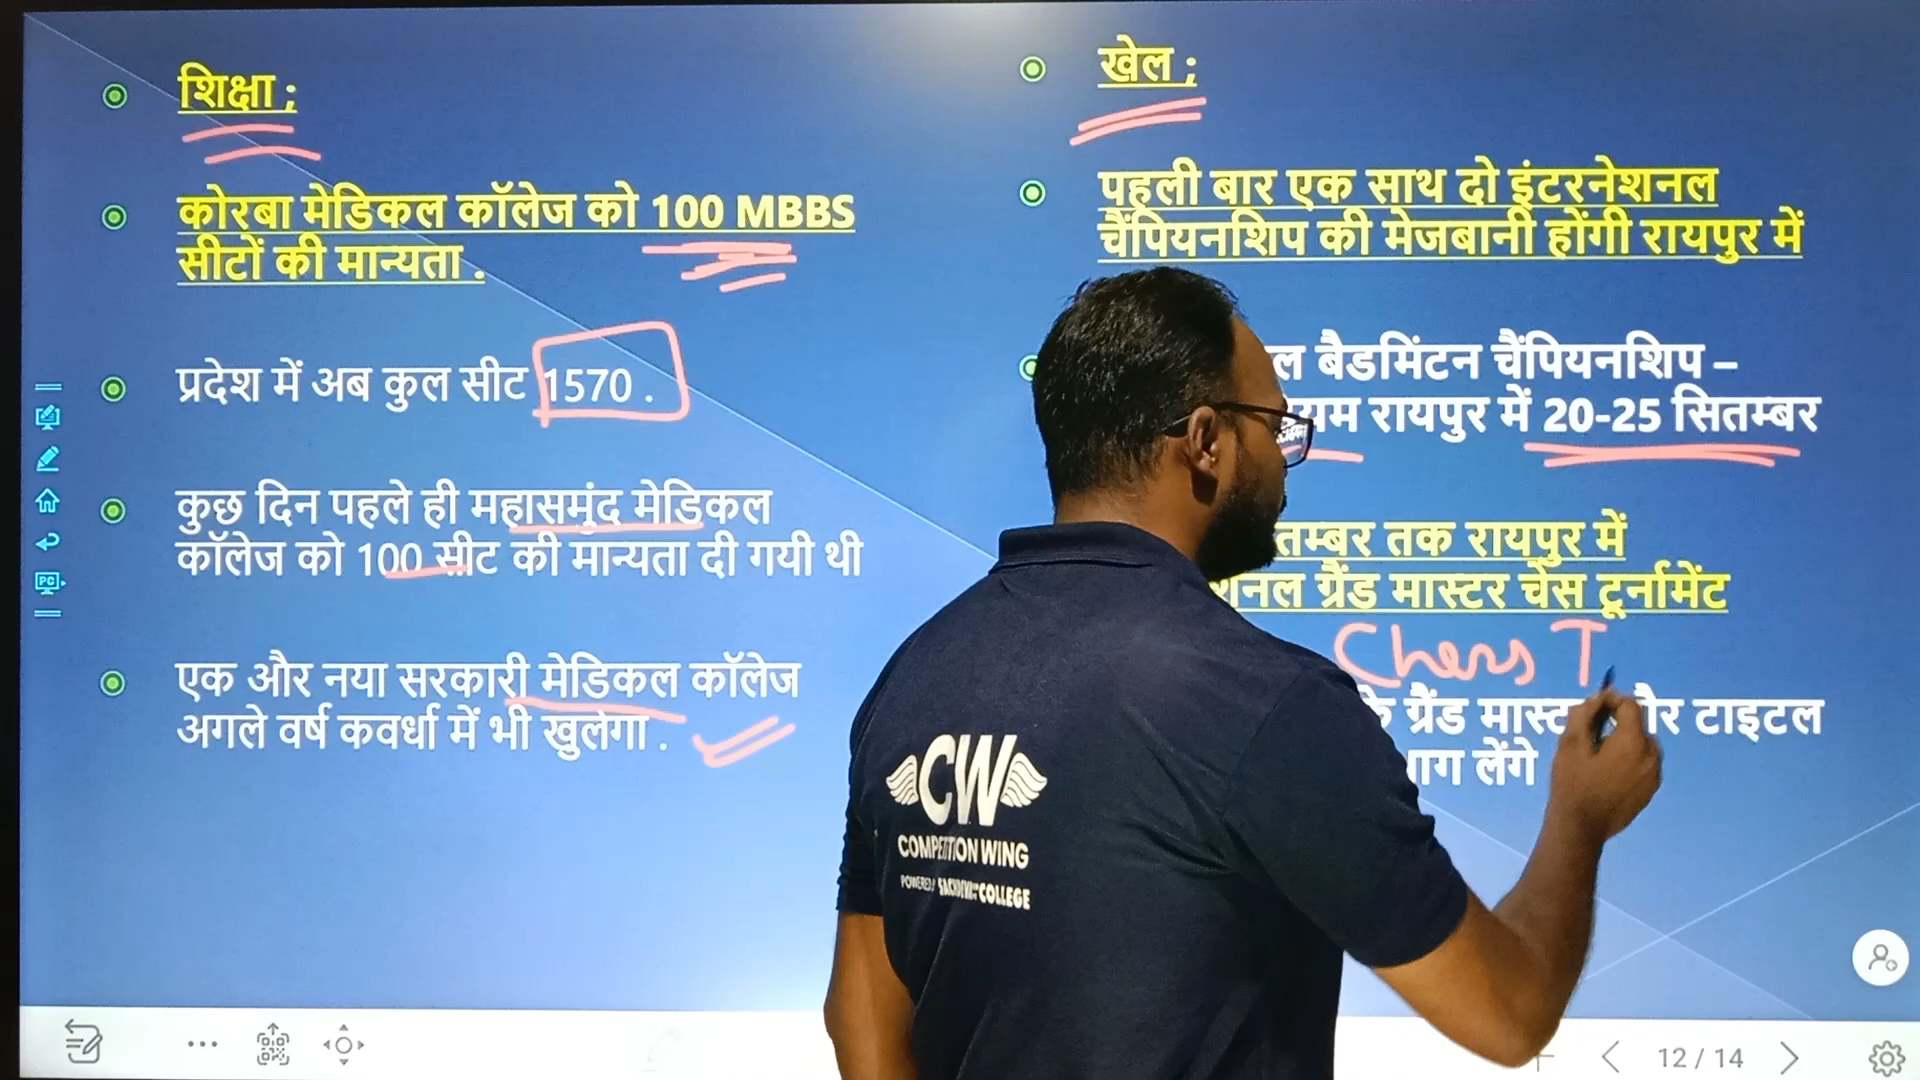 शिक्षा ;
कोरबा मेडिकल कॉलेज को 100 MBBS
सीटों की मान्यता .
प्रदेश में अब कुल सीट 1570 .
कुछ दिन पहले ही महासमुंद मेडिकल
कॉलेज को 100 सीट की मान्यता दी गयी थी
एक और नया सरकारी मेडिकल कॉलेज
अगले वर्ष कवर्धा में भी खुलेगा .
खेल ;
पहली बार एक साथ दो इंटरनेशनल
चैंपियनशिप की मेजबानी होंगी रायपुर में
बैडमिंटन चैंपियनशिप –
रायपुर में 20-25 सितम्बर
तक रायपुर में
ग्रैंड मास्टर चेस टूर्नामेंट
Chess T
ग्रैंड टाइटल
लेंगे
CW
COMPETITION WING
POWERED COLLEGE
PC
12 / 14